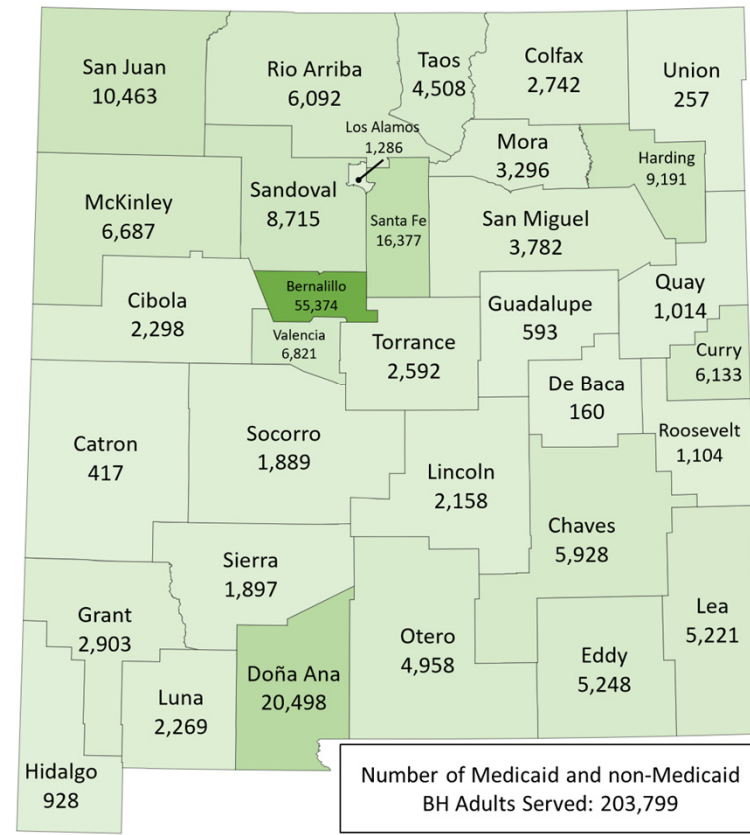 San Juan
10,463
Rio Arriba
6,092
Taos
4,508
Colfax
2,742
Union
257
Los Alamos
1,286
Mora
3,296
Harding
9,191
McKinley
6,687
Sandoval
8,715
Santa Fe
16,377
San Miguel
3,782
Cibola
2,298
Bernalillo
55,374
Valencia
6,821
Torrance
2,592
Guadalupe
593
Quay
1,014
Curry
6,133
De Baca
160
Roosevelt
1,104
Catron
417
Socorro
1,889
Lincoln
2,158
Chaves
5,928
Sierra
1,897
Grant
2,903
Doña Ana
20,498
Otero
4,958
Eddy
5,248
Lea
5,221
Luna
2,269
Hidalgo
928
Number of Medicaid and non-Medicaid
BH Adults Served: 203,799